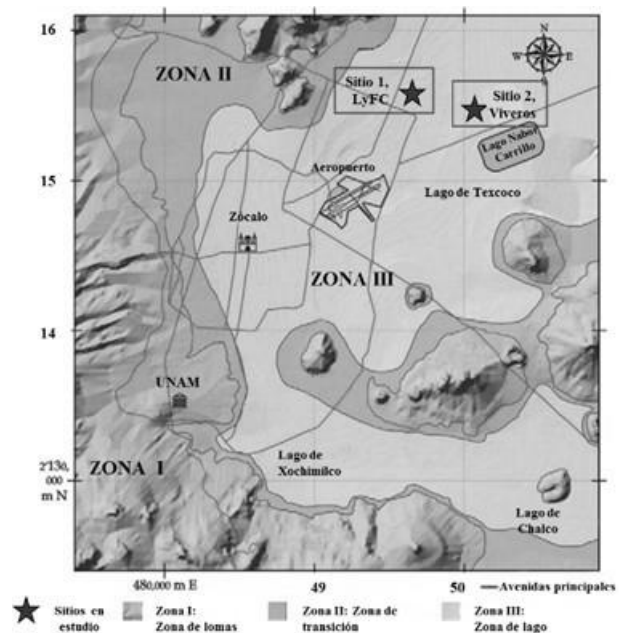 16
15
14
2'130,
000
m N
480,000 m E
49
50
N
W
E
S
ZONA II
Sitio 1,
LyFC
Sitio 2,
Viveros
Lago Nabor
Carrillo
Aeropuerto
Lago de Texcoco
Zócalo
ZONA III
UNAM
ZONA I
Lago de
Xochimilco
Lago de
Chalco
Avenidas principales
Sitios en
estudio
Zona I:
Zona de lomas
Zona II: Zona de
transición
Zona III:
Zona de lago